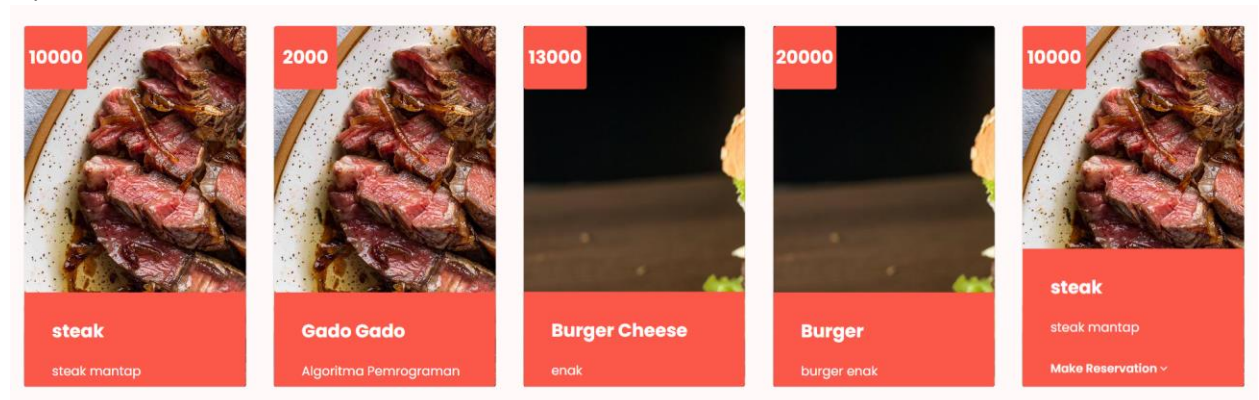 10000
steak
steak mantap
2000
Gado Gado
Algoritma Pemrograman
13000
Burger Cheese
enak
20000
Burger
burger enak
10000
steak
steak mantap
Make Reservation